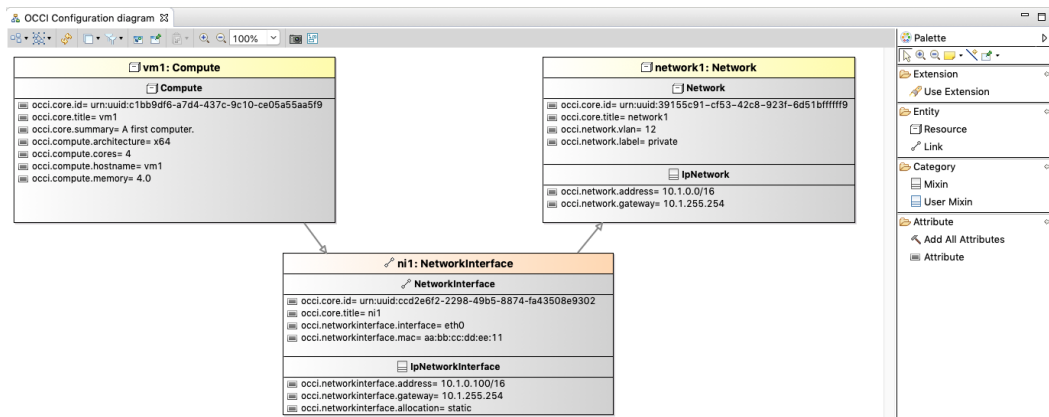 OCCI Configuration diagram
100%
vm1: Compute
Compute
occi.core.id= urn:uuid:c1bb9df6-a7d4-437c-9c10-ce05a55aa5f9
occi.core.title= vm1
occi.core.summary= A first computer.
occi.compute.architecture= x64
occi.compute.cores= 4
occi.compute.hostname= vm1
occi.compute.memory= 4.0
network1: Network
Network
occi.core.id= urn:uuid:39155c91-cf53-42c8-923f-6d51bffffff9
occi.core.title= network1
occi.network.vlan= 12
occi.network.label= private
IpNetwork
occi.network.address= 10.1.0.0/16
occi.network.gateway= 10.1.255.254
ni1: NetworkInterface
NetworkInterface
occi.core.id= urn:uuid:ccd2e6f2-2298-49b5-8874-fa43508e9302
occi.core.title= ni1
occi.networkinterface.interface= eth0
occi.networkinterface.mac= aa:bb:cc:dd:ee:11
IpNetworkInterface
occi.networkinterface.address= 10.1.0.100/16
occi.networkinterface.gateway= 10.1.255.254
occi.networkinterface.allocation= static
Palette
Extension
Use Extension
Entity
Resource
Link
Category
Mixin
User Mixin
Attribute
Add All Attributes
Attribute